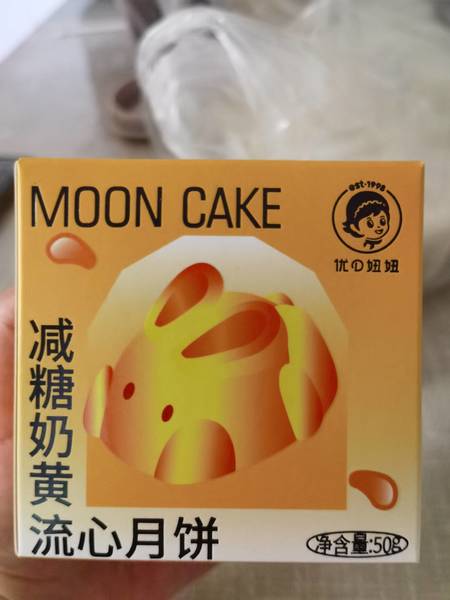 MOON CAKE
est·1998
优の妞妞
减糖奶黄
流心月饼
净含量:50g